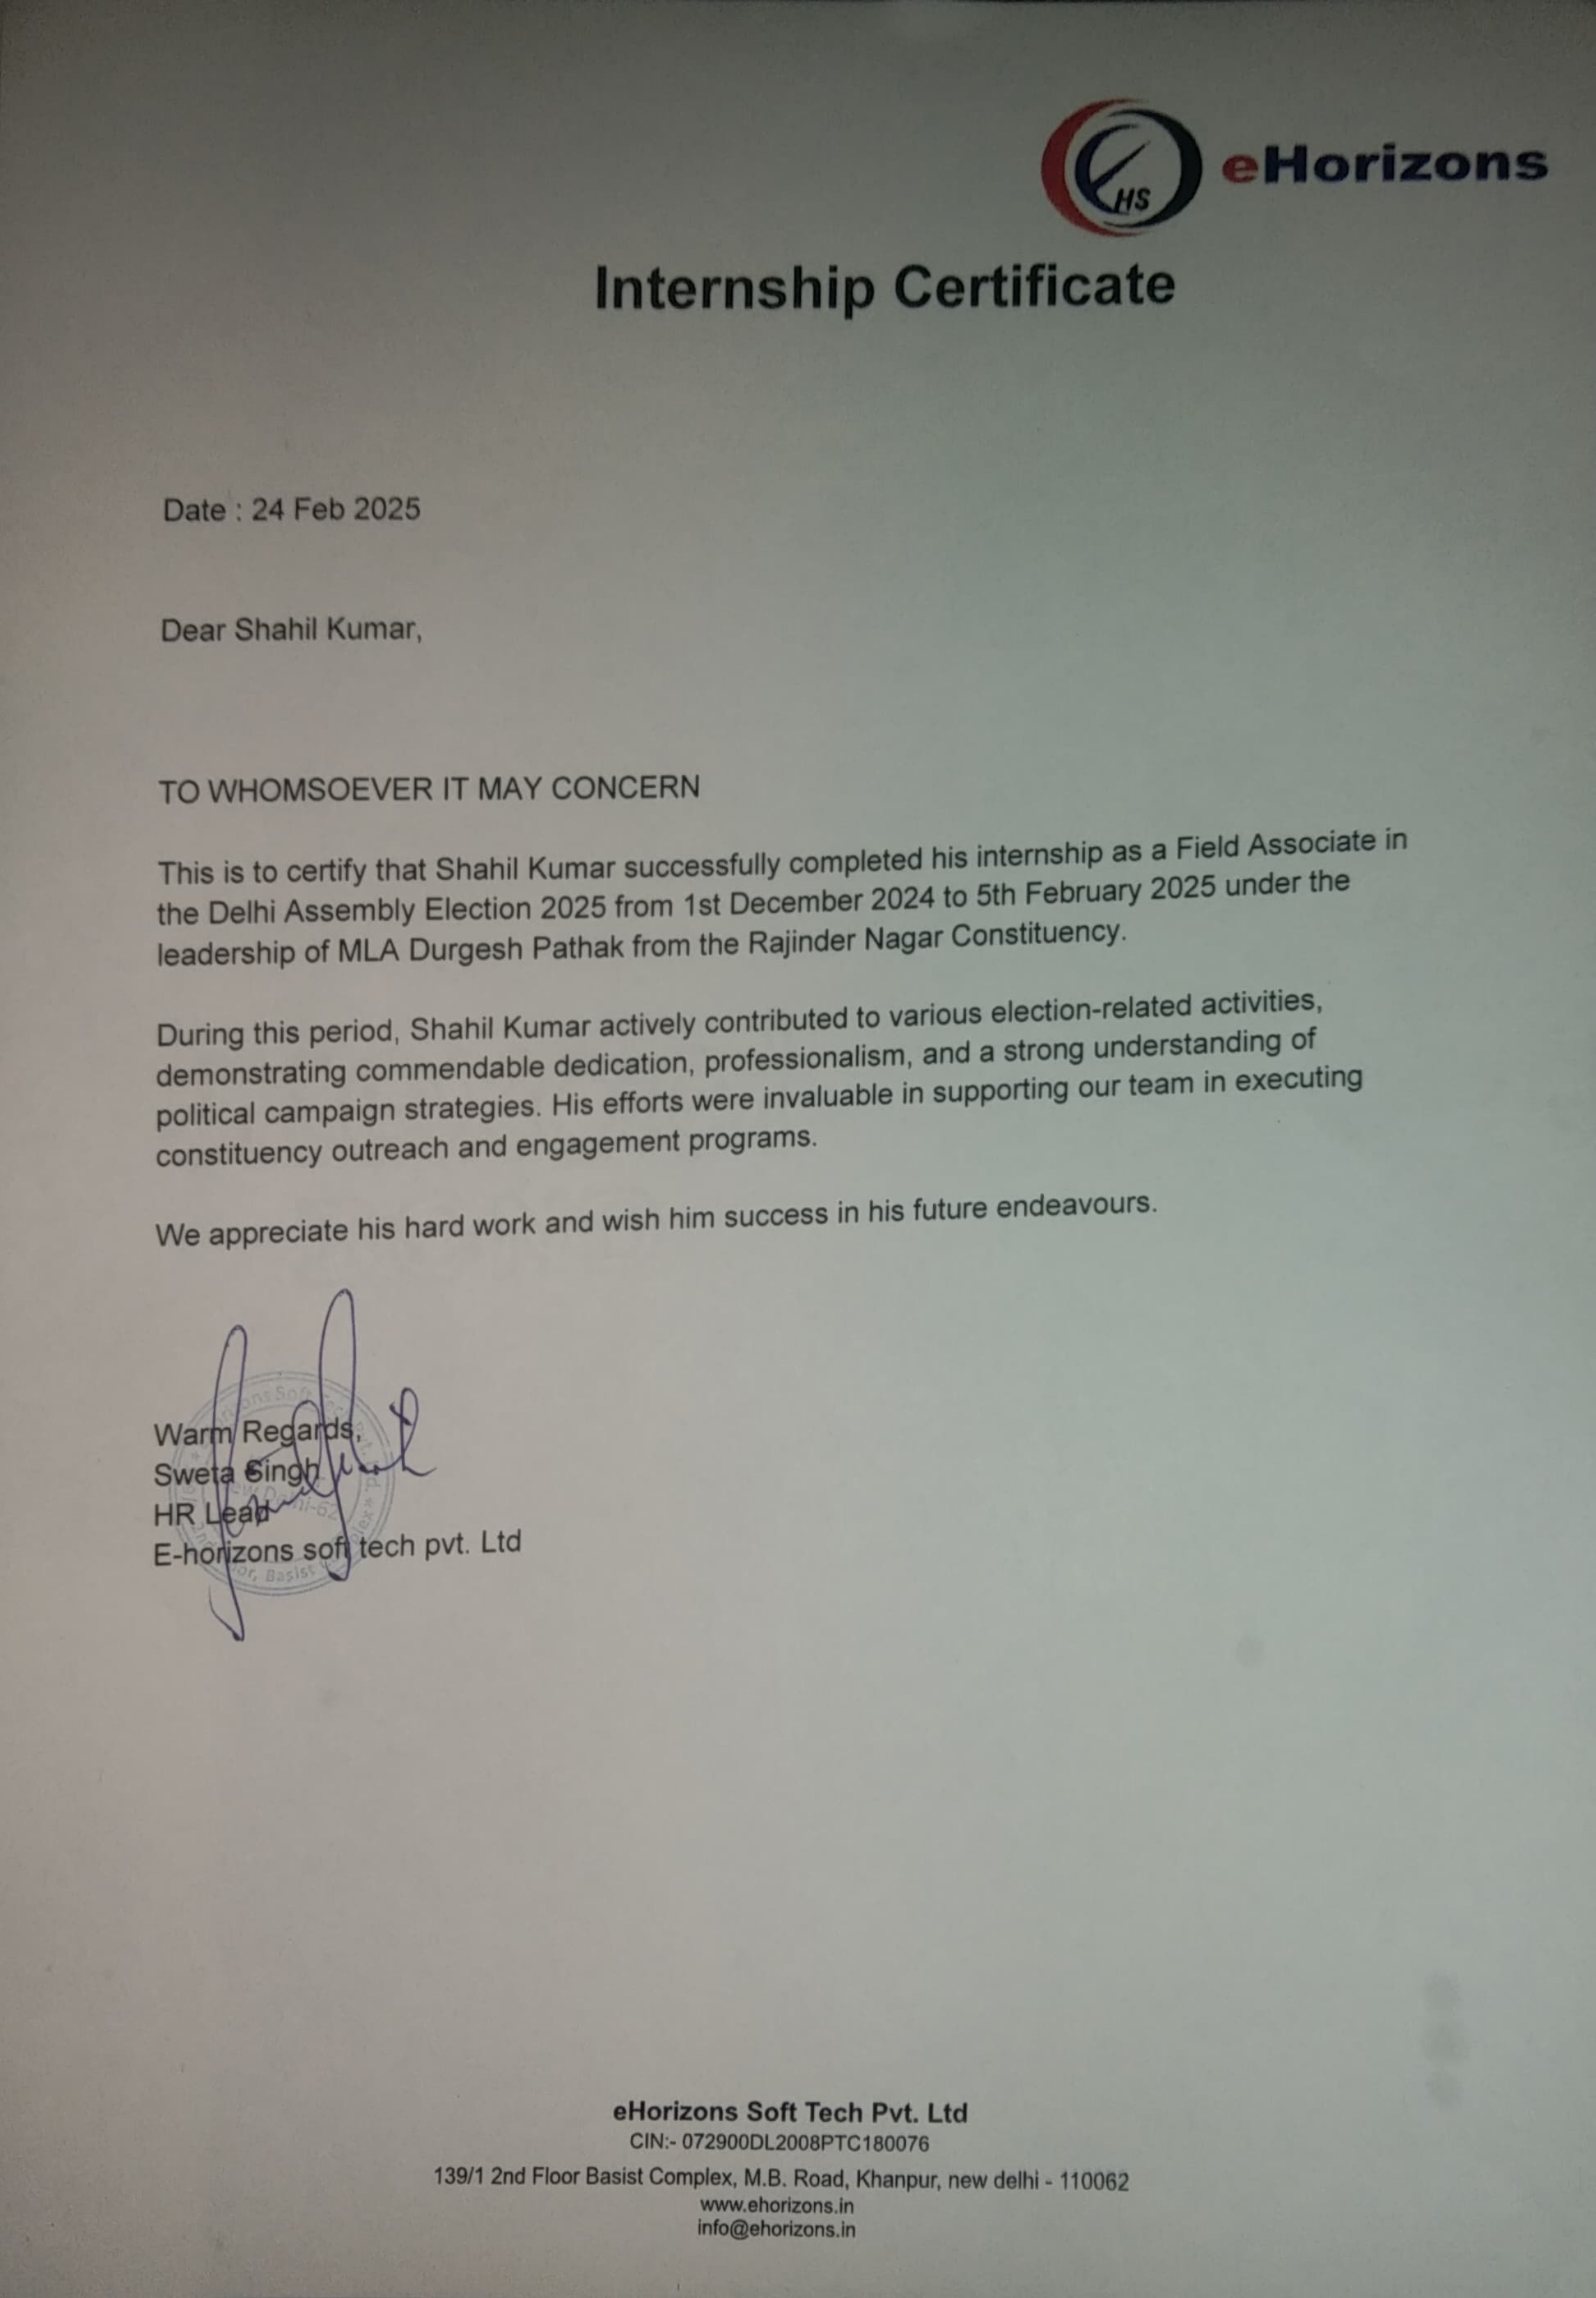 HS
eHorizons
Internship Certificate
Date : 24 Feb 2025
Dear Shahil Kumar,
TO WHOMSOEVER IT MAY CONCERN
This is to certify that Shahil Kumar successfully completed his internship as a Field Associate in
the Delhi Assembly Election 2025 from 1st December 2024 to 5th February 2025 under the
leadership of MLA Durgesh Pathak from the Rajinder Nagar Constituency.
During this period, Shahil Kumar actively contributed to various election-related activities,
demonstrating commendable dedication, professionalism, and a strong understanding of
political campaign strategies. His efforts were invaluable in supporting our team in executing
constituency outreach and engagement programs.
We appreciate his hard work and wish him success in his future endeavours.
Warm Regards,
Sweta Singh
HR Lead
E-horizons soft tech pvt. Ltd
eHorizons Soft Tech Pvt. Ltd
CIN:- 072900DL2008PTC180076
139/1 2nd Floor Basist Complex, M.B. Road, Khanpur, new delhi - 110062
www.ehorizons.in
info@ehorizons.in